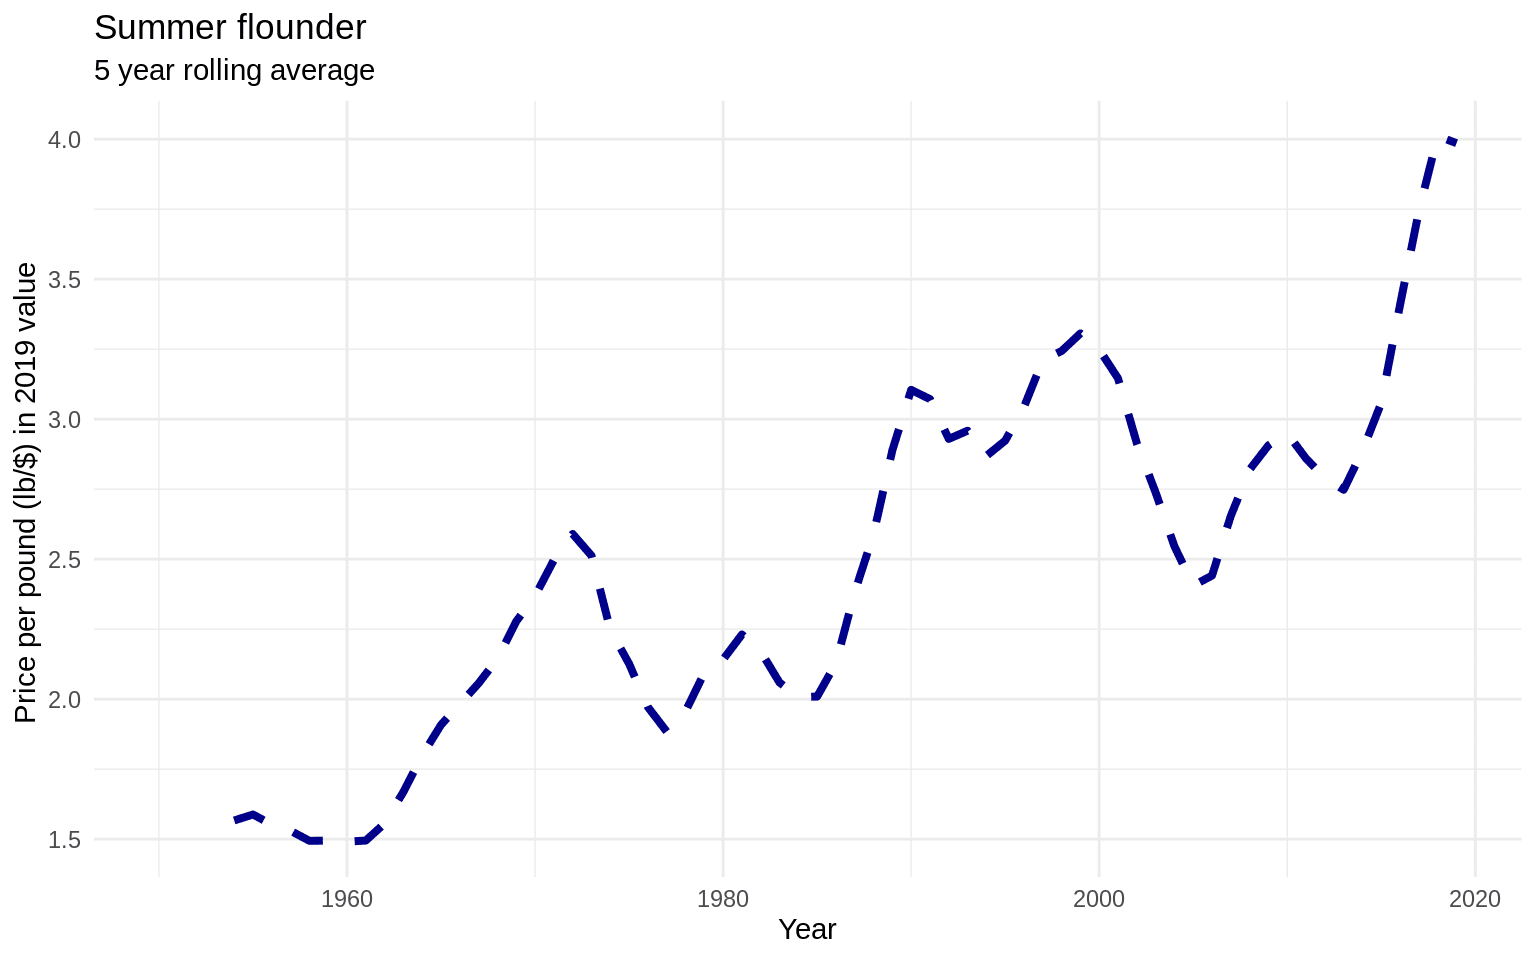 Summer flounder
5 year rolling average
Price per pound (lb/$) in 2019 value
4.0
3.5
3.0
2.5
2.0
1.5
1960
1980
2000
2020
Year